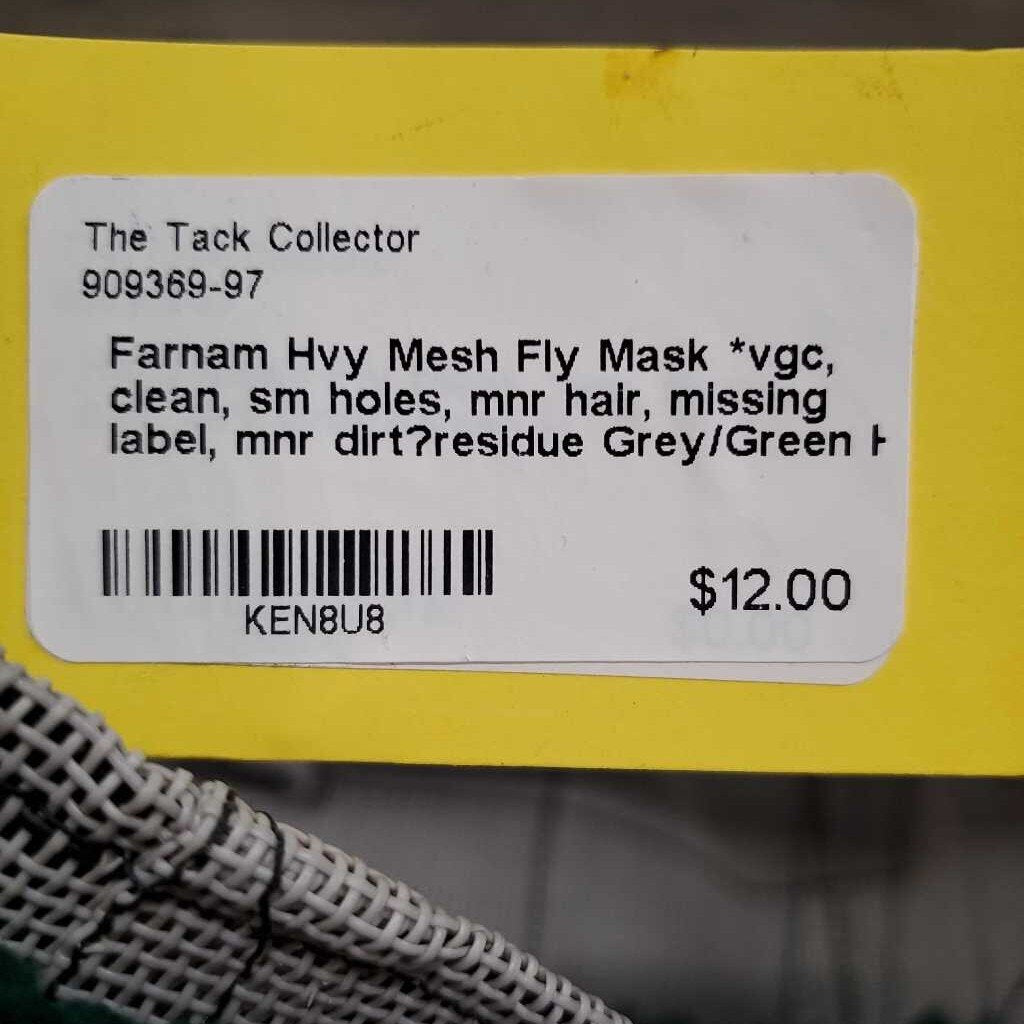 The Tack Collector
909369-97
Farnam Hvy Mesh Fly Mask *vgc,
clean, sm holes, mnr hair, missing
label, mnr dirt?residue Grey/Green
KEN8U8
$12.00